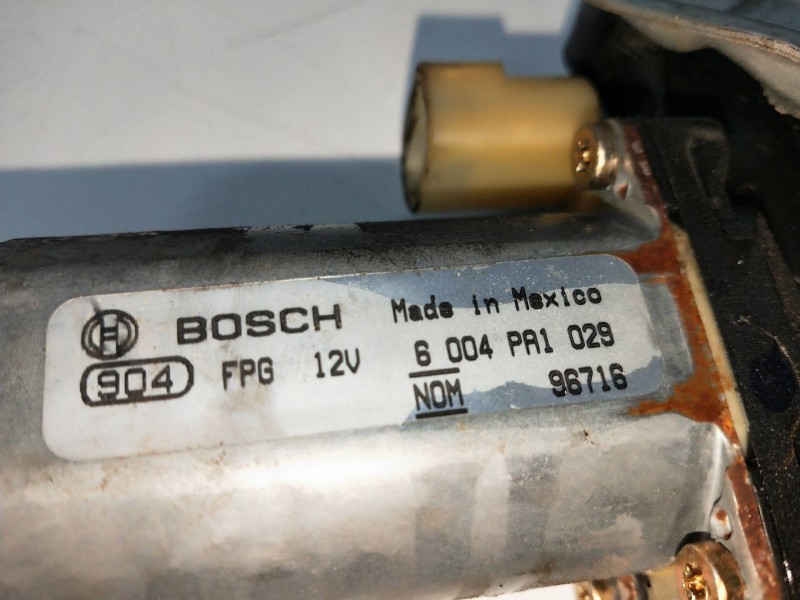 BOSCH Made in Mexico
904 FPG 12V 6 004 PA1 029
NOM 96716